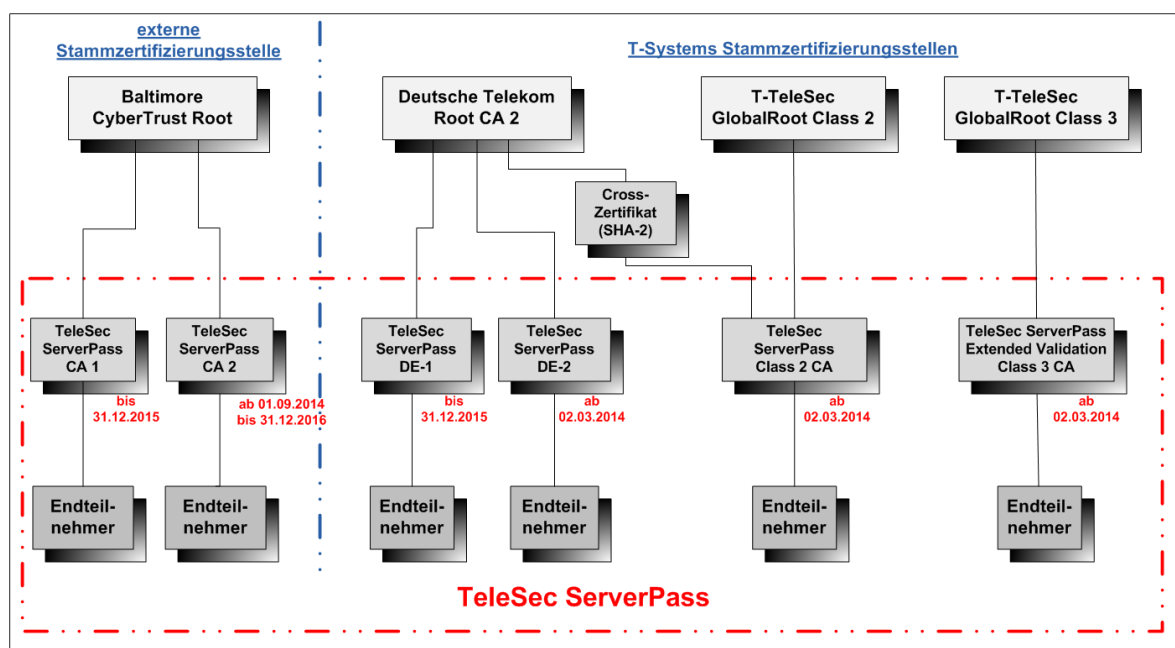 externe
Stammzertifizierungsstelle
T-Systems Stammzertifizierungsstellen
Baltimore
CyberTrust Root
Deutsche Telekom
Root CA 2
T-TeleSec
GlobalRoot Class 2
T-TeleSec
GlobalRoot Class 3
Cross-
Zertifikat
(SHA-2)
TeleSec
ServerPass
CA 1
bis
31.12.2015
TeleSec
ServerPass
CA 2
ab 01.09.2014
bis 31.12.2016
TeleSec
ServerPass
DE-1
bis
31.12.2015
TeleSec
ServerPass
DE-2
ab
02.03.2014
TeleSec
ServerPass
Class 2 CA
ab
02.03.2014
TeleSec ServerPass
Extended Validation
Class 3 CA
ab
02.03.2014
Endteil-
nehmer
Endteil-
nehmer
Endteil-
nehmer
Endteil-
nehmer
Endteil-
nehmer
Endteil-
nehmer
TeleSec ServerPass